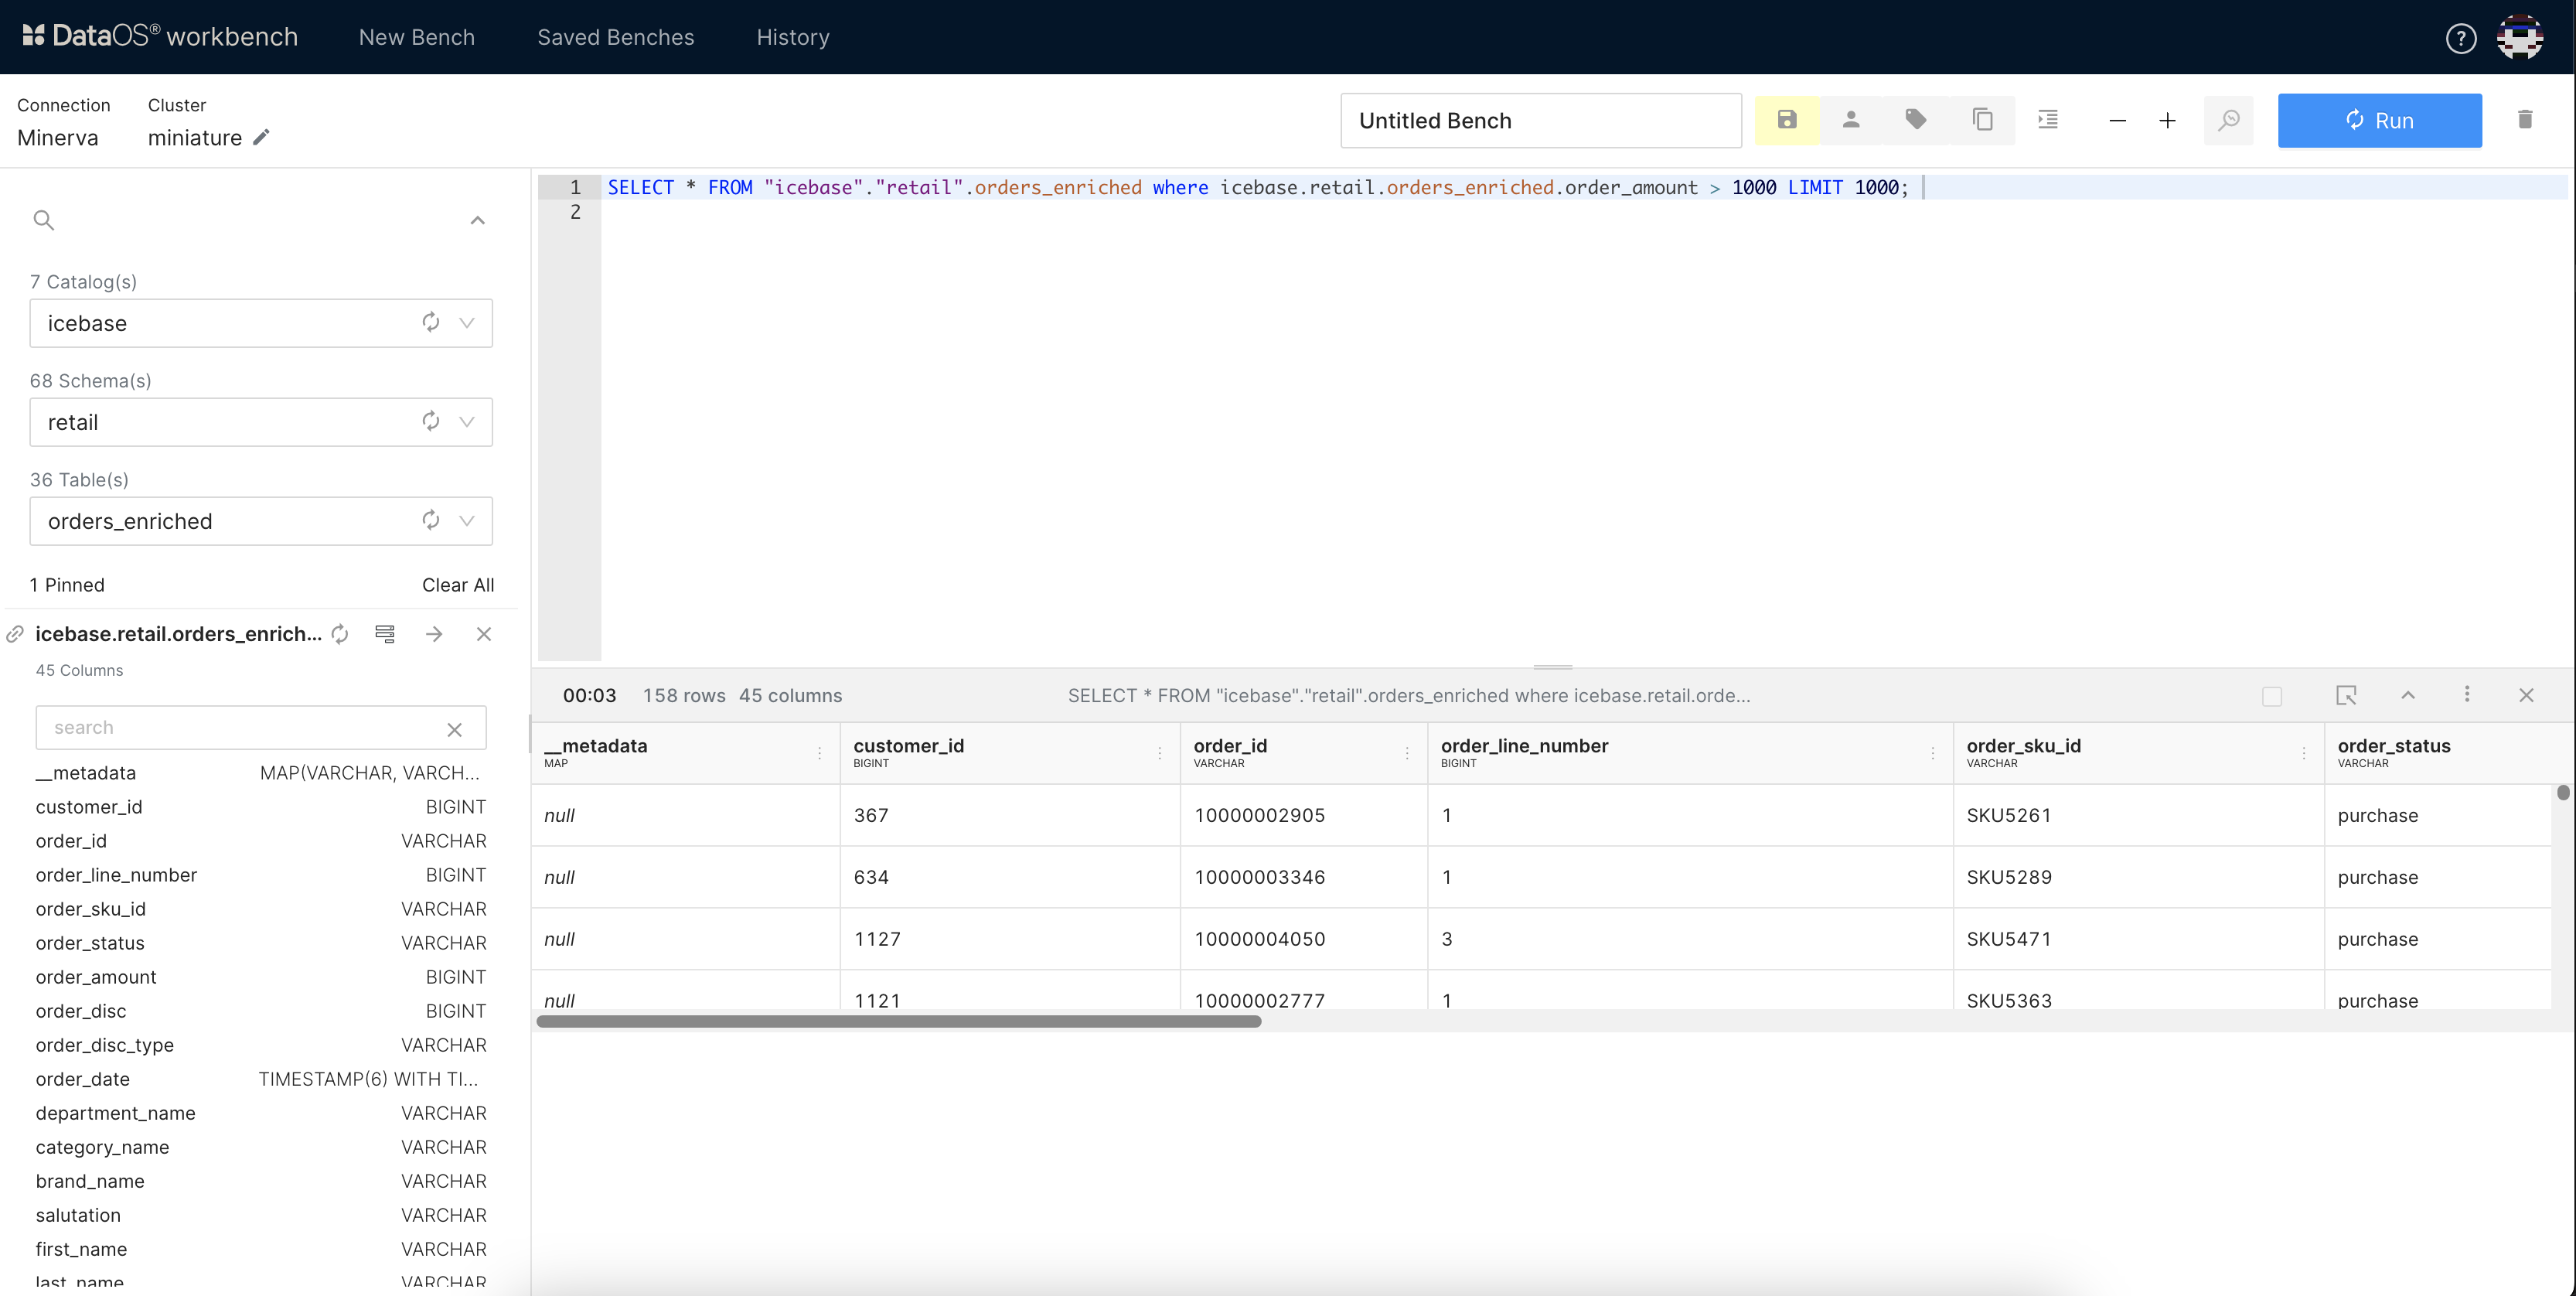 DataOS® workbench New Bench Saved Benches History
Connection Cluster
Minerva miniature
Untitled Bench
Run
7 Catalog(s)
icebase
68 Schema(s)
retail
36 Table(s)
orders_enriched
1 Pinned Clear All
icebase.retail.orders_enrich...
45 Columns
search
__metadata MAP(VARCHAR, VARCH...
customer_id BIGINT
order_id VARCHAR
order_line_number BIGINT
order_sku_id VARCHAR
order_status VARCHAR
order_amount BIGINT
order_disc BIGINT
order_disc_type VARCHAR
order_date TIMESTAMP(6) WITH TI...
department_name VARCHAR
category_name VARCHAR
brand_name VARCHAR
salutation VARCHAR
first_name VARCHAR
last_name VARCHAR
1 SELECT * FROM "icebase"."retail".orders_enriched where icebase.retail.orders_enriched.order_amount > 1000 LIMIT 1000;
2
00:03 158 rows 45 columns SELECT * FROM "icebase"."retail".orders_enriched where icebase.retail.orde...
__metadata customer_id order_id order_line_number order_sku_id order_status
MAP BIGINT VARCHAR BIGINT VARCHAR VARCHAR
null 367 10000002905 1 SKU5261 purchase
null 634 10000003346 1 SKU5289 purchase
null 1127 10000004050 3 SKU5471 purchase
null 1121 10000002777 1 SKU5363 purchase